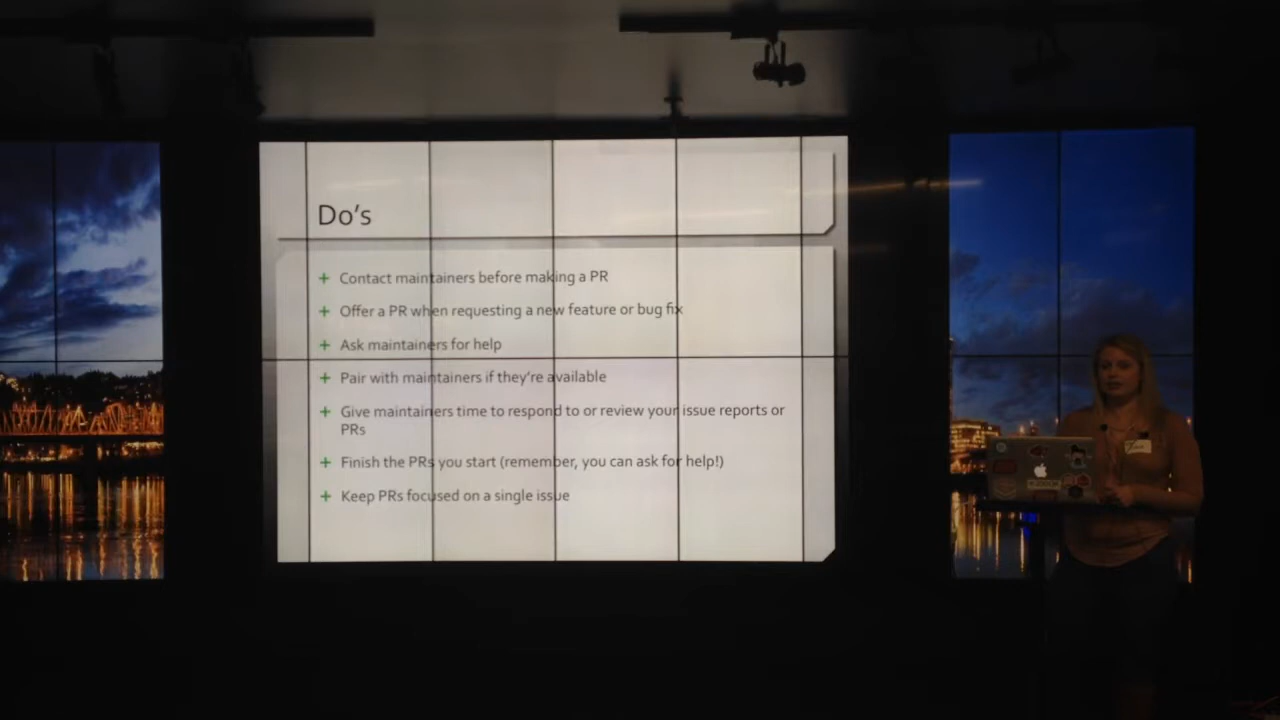 Do's
+ Contact maintainers before making a PR
+ Offer a PR when requesting a new feature or bug fix
+ Ask maintainers for help
+ Pair with maintainers if they're available
+ Give maintainers time to respond to or review your issue reports or
PRs
+ Finish the PRs you start (remember, you can ask for help!)
+ Keep PRs focused on a single issue